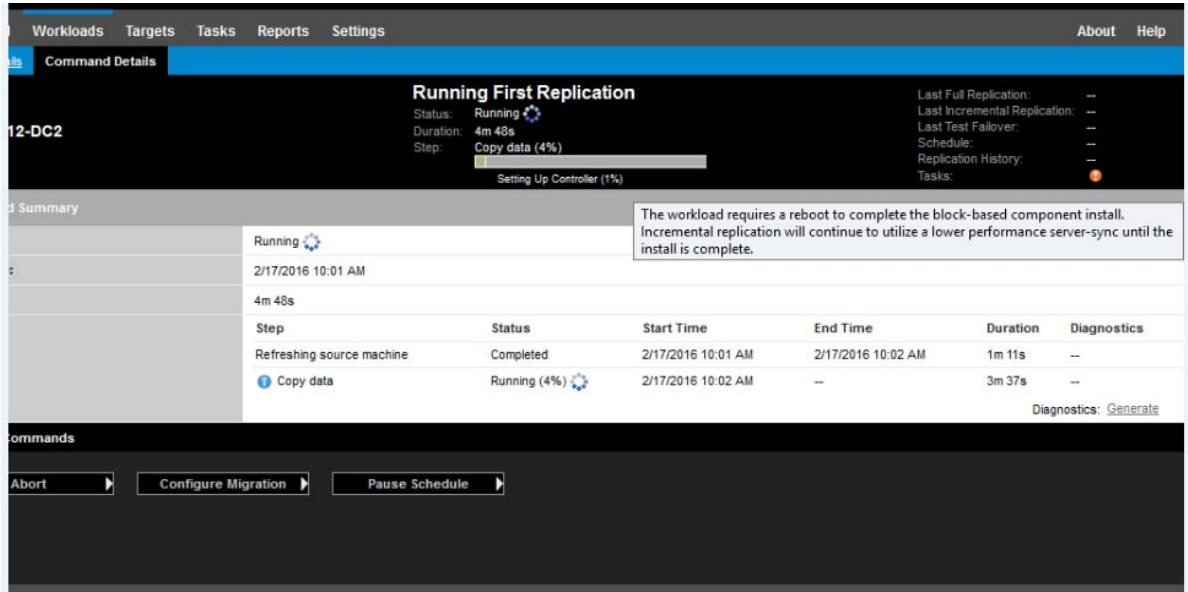 Workloads Targets Tasks Reports Settings About Help
Command Details
Running First Replication
12-DC2
Status: Running
Duration: 4m 48s
Step: Copy data (4%)
Setting Up Controller (1%)
Last Full Replication: --
Last Incremental Replication: --
Last Test Failover: --
Schedule: --
Replication History: --
Tasks:
Summary
The workload requires a reboot to complete the block-based component install.
Incremental replication will continue to utilize a lower performance server-sync until the
install is complete.
Running
2/17/2016 10:01 AM
4m 48s
Step Status Start Time End Time Duration Diagnostics
Refreshing source machine Completed 2/17/2016 10:01 AM 2/17/2016 10:02 AM 1m 11s --
Copy data Running (4%) 2/17/2016 10:02 AM -- 3m 37s --
Diagnostics: Generate
Commands
Abort Configure Migration Pause Schedule